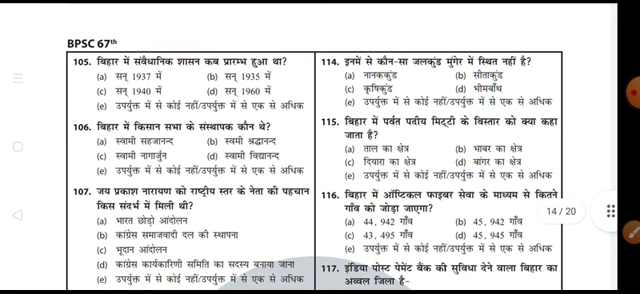 BPSC 67th
105. बिहार में संवैधानिक शासन कब प्रारम्भ हुआ था?
(a) सन् 1937 में (b) सन् 1935 में
(c) सन् 1940 में (d) सन् 1960 में
(e) उपर्युक्त में से कोई नहीं/उपर्युक्त में से एक से अधिक
106. बिहार में किसान सभा के संस्थापक कौन थे?
(a) स्वामी सहजानन्द (b) स्वमी श्रद्धानन्द
(c) स्वामी नागार्जुन (d) स्वामी विद्यानन्द
(e) उपर्युक्त में से कोई नहीं/उपर्युक्त में से एक से अधिक
107. जय प्रकाश नारायण को राष्ट्रीय स्तर के नेता की पहचान
किस संदर्भ में मिली थी?
(a) भारत छोड़ो आंदोलन
(b) कांग्रेस समाजवादी दल की स्थापना
(c) भूदान आंदोलन
(d) कांग्रेस कार्यकारिणी समिति का सदस्य बनाया जाना
(e) उपर्युक्त में से कोई नहीं/उपर्युक्त में से एक से अधिक
114. इनमें से कौन-सा जलकुंड मुंगेर में स्थित नहीं है?
(a) नानककुंड (b) सीताकुंड
(c) कृषिकुंड (d) भीमबाँध
(e) उपर्युक्त में से कोई नहीं/उपर्युक्त में से एक से अधिक
115. बिहार में पर्वत पदीय मिट्टी के विस्तार को क्या कहा
जाता है?
(a) ताल का क्षेत्र (b) भाबर का क्षेत्र
(c) दियारा का क्षेत्र (d) बांगर का क्षेत्र
(e) उपर्युक्त में से कोई नहीं/उपर्युक्त में से एक से अधिक
116. बिहार में ऑप्टिकल फाइबर सेवा के माध्यम से कितने
गाँव को जोड़ा जाएगा?
(a) 44, 942 गाँव (b) 45, 942 गाँव
(c) 43, 495 गाँव (d) 45, 945 गाँव
(e) उपर्युक्त में से कोई नहीं/उपर्युक्त में से एक से अधिक
117. इंडिया पोस्ट पेमेंट बैंक की सुविधा देने वाला बिहार का
अव्वल जिला है-
14 / 20